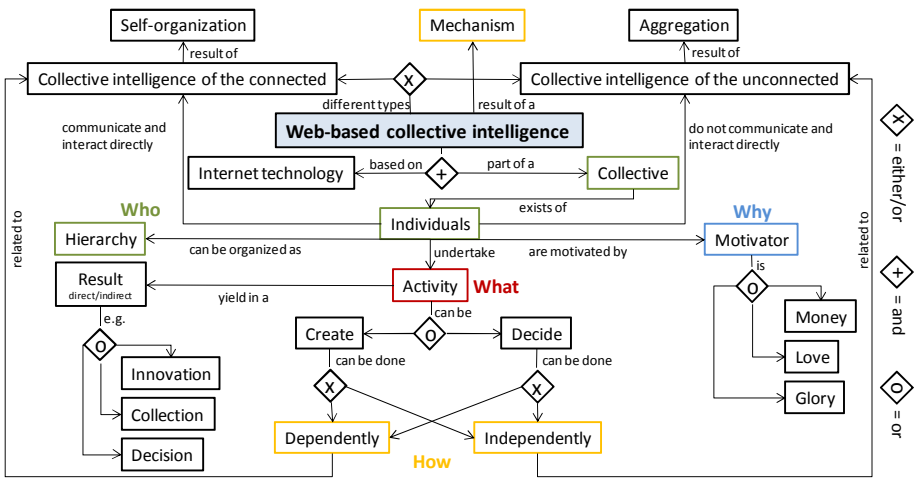 Self-organization
Mechanism
Aggregation
result of
result of
Collective intelligence of the connected
X
Collective intelligence of the unconnected
different types
result of a
communicate and
interact directly
Web-based collective intelligence
do not communicate and
interact directly
X = either/or
Internet technology
based on
+
part of a
Collective
exists of
Who
Individuals
Why
related to
Hierarchy
can be organized as
are motivated by
Motivator
related to
undertake
is
Result
direct/indirect
yield in a
Activity
What
O
+ = and
can be
Money
e.g.
O
Create
O
Decide
can be done
can be done
Love
Innovation
X
X
Glory
O = or
Collection
Dependently
Independently
Decision
How